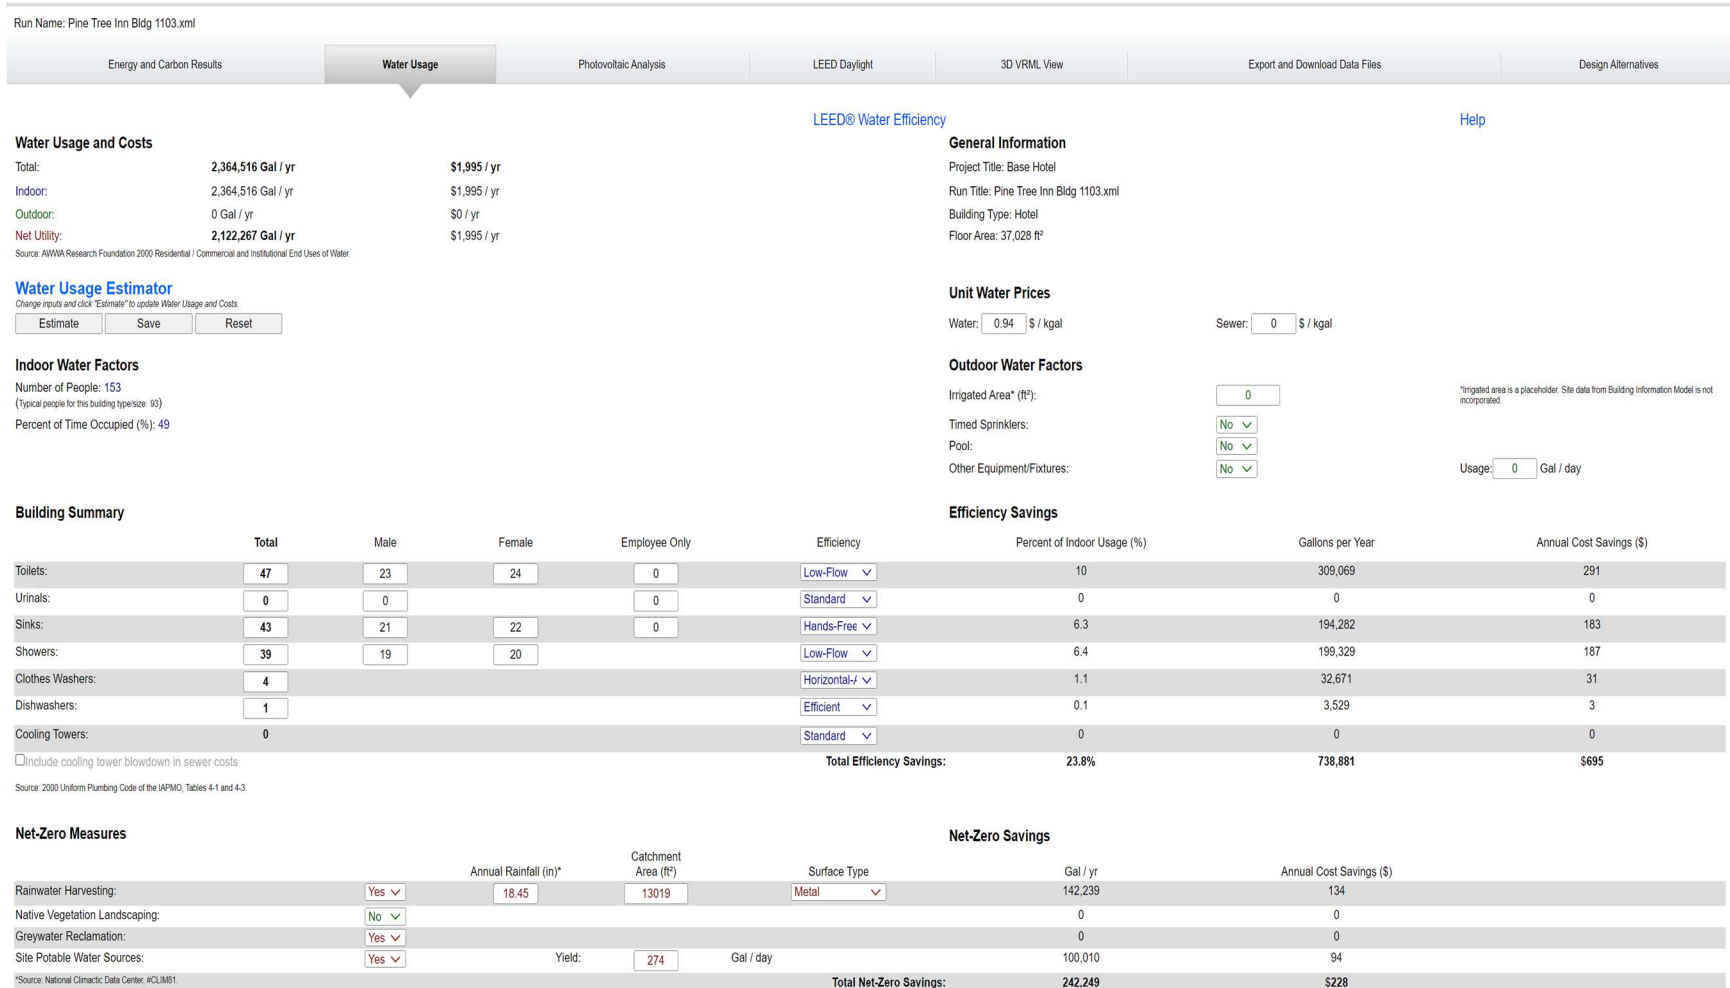 Run Name: Pine Tree Inn Bldg 1103.xml
Energy and Carbon Results Water Usage Photovoltaic Analysis LEED Daylight 3D VRML View Export and Download Data Files Design Alternatives
LEED® Water Efficiency Help
Water Usage and Costs
Total: 2,364,516 Gal / yr $1,995 / yr
Indoor: 2,364,516 Gal / yr $1,995 / yr
Outdoor: 0 Gal / yr $0 / yr
Net Utility: 2,122,267 Gal / yr $1,995 / yr
Source: AWWA Research Foundation 2000 Residential / Commercial and Institutional End Uses of Water.
General Information
Project Title: Base Hotel
Run Title: Pine Tree Inn Bldg 1103.xml
Building Type: Hotel
Floor Area: 37,028 ft²
Water Usage Estimator
Change inputs and click "Estimate" to update Water Usage and Costs.
Estimate Save Reset
Unit Water Prices
Water: 0.94 $ / kgal Sewer: 0 $ / kgal
Indoor Water Factors
Number of People: 153
(Typical people for this building type/size: 93)
Percent of Time Occupied (%): 49
Outdoor Water Factors
Irrigated Area* (ft²): 0
*Irrigated area is a placeholder. Site data from Building Information Model is not
incorporated
Timed Sprinklers: No
Pool: No
Other Equipment/Fixtures: No Usage: 0 Gal / day
Building Summary
Total Male Female Employee Only Efficiency
Efficiency Savings
Percent of Indoor Usage (%) Gallons per Year Annual Cost Savings ($)
Toilets: 47 23 24 0 Low-Flow 10 309,069 291
Urinals: 0 0 0 Standard 0 0 0
Sinks: 43 21 22 0 Hands-Free 6.3 194,282 183
Showers: 39 19 20 Low-Flow 6.4 199,329 187
Clothes Washers: 4 Horizontal-A 1.1 32,671 31
Dishwashers: 1 Efficient 0.1 3,529 3
Cooling Towers: 0 Standard 0 0 0
Include cooling tower blowdown in sewer costs Total Efficiency Savings: 23.8% 738,881 $695
Source: 2000 Uniform Plumbing Code of the IAPMO, Tables 4-1 and 4-3.
Net-Zero Measures
Annual Rainfall (in)* Catchment
Area (ft²) Surface Type
Net-Zero Savings
Gal / yr Annual Cost Savings ($)
Rainwater Harvesting: Yes 18.45 13019 Metal 142,239 134
Native Vegetation Landscaping: No 0 0
Greywater Reclamation: Yes 0 0
Site Potable Water Sources: Yes Yield: 274 Gal / day 100,010 94
*Source: National Climactic Data Center, #CLIM81. Total Net-Zero Savings: 242,249 $228